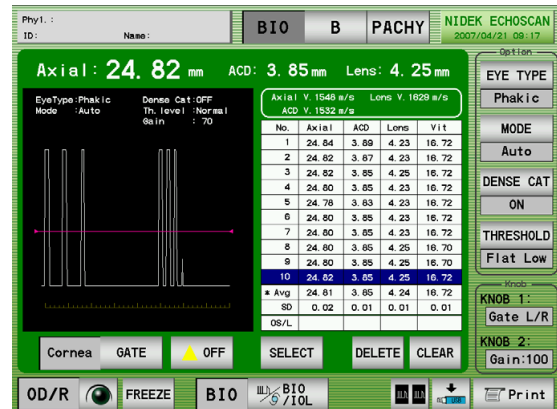 Phy1. :
ID: Name:
BIO B PACHY
NIDEK ECHOSCAN
2007/04/21 09:17
Option
Axial: 24. 82 mm ACD: 3. 85 mm Lens: 4. 25 mm
EYE TYPE
Phakic
EyeType:Phakic Dense Cat:OFF
Mode :Auto Th. level :Normal
Gain : 70
Axial V. 1546 m/s Lens V. 1629 m/s
ACD V. 1532 m/s
MODE
Auto
DENSE CAT
ON
THRESHOLD
Flat Low
No. Axial ACD Lens Vit
1 24. 84 3. 89 4. 23 16. 72
2 24. 82 3. 87 4. 23 16. 72
3 24. 82 3. 85 4. 25 16. 72
4 24. 80 3. 85 4. 23 16. 72
5 24. 78 3. 83 4. 23 16. 72
6 24. 80 3. 85 4. 23 16. 72
7 24. 80 3. 85 4. 23 16. 72
8 24. 80 3. 85 4. 25 16. 70
9 24. 80 3. 85 4. 25 16. 70
10 24. 82 3. 85 4. 25 16. 72
* Avg 24. 81 3. 85 4. 24 16. 72
SD 0. 02 0. 01 0. 01 0. 01
OS/L
Knob
KNOB 1:
Gate L/R
KNOB 2:
Gain:100
Cornea GATE OFF SELECT DELETE CLEAR
OD/R FREEZE BIO BIO/IOL USB Print